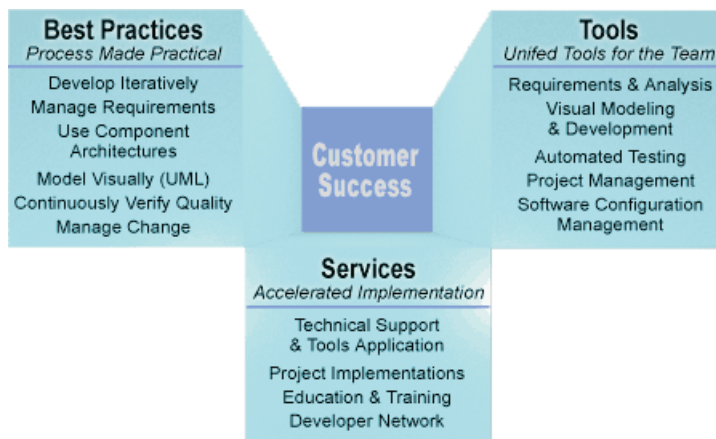 Best Practices
Process Made Practical
Develop Iteratively
Manage Requirements
Use Component
Architectures
Model Visually (UML)
Continuously Verify Quality
Manage Change
Customer
Success
Tools
Unifed Tools for the Team
Requirements & Analysis
Visual Modeling
& Development
Automated Testing
Project Management
Software Configuration
Management
Services
Accelerated Implementation
Technical Support
& Tools Application
Project Implementations
Education & Training
Developer Network